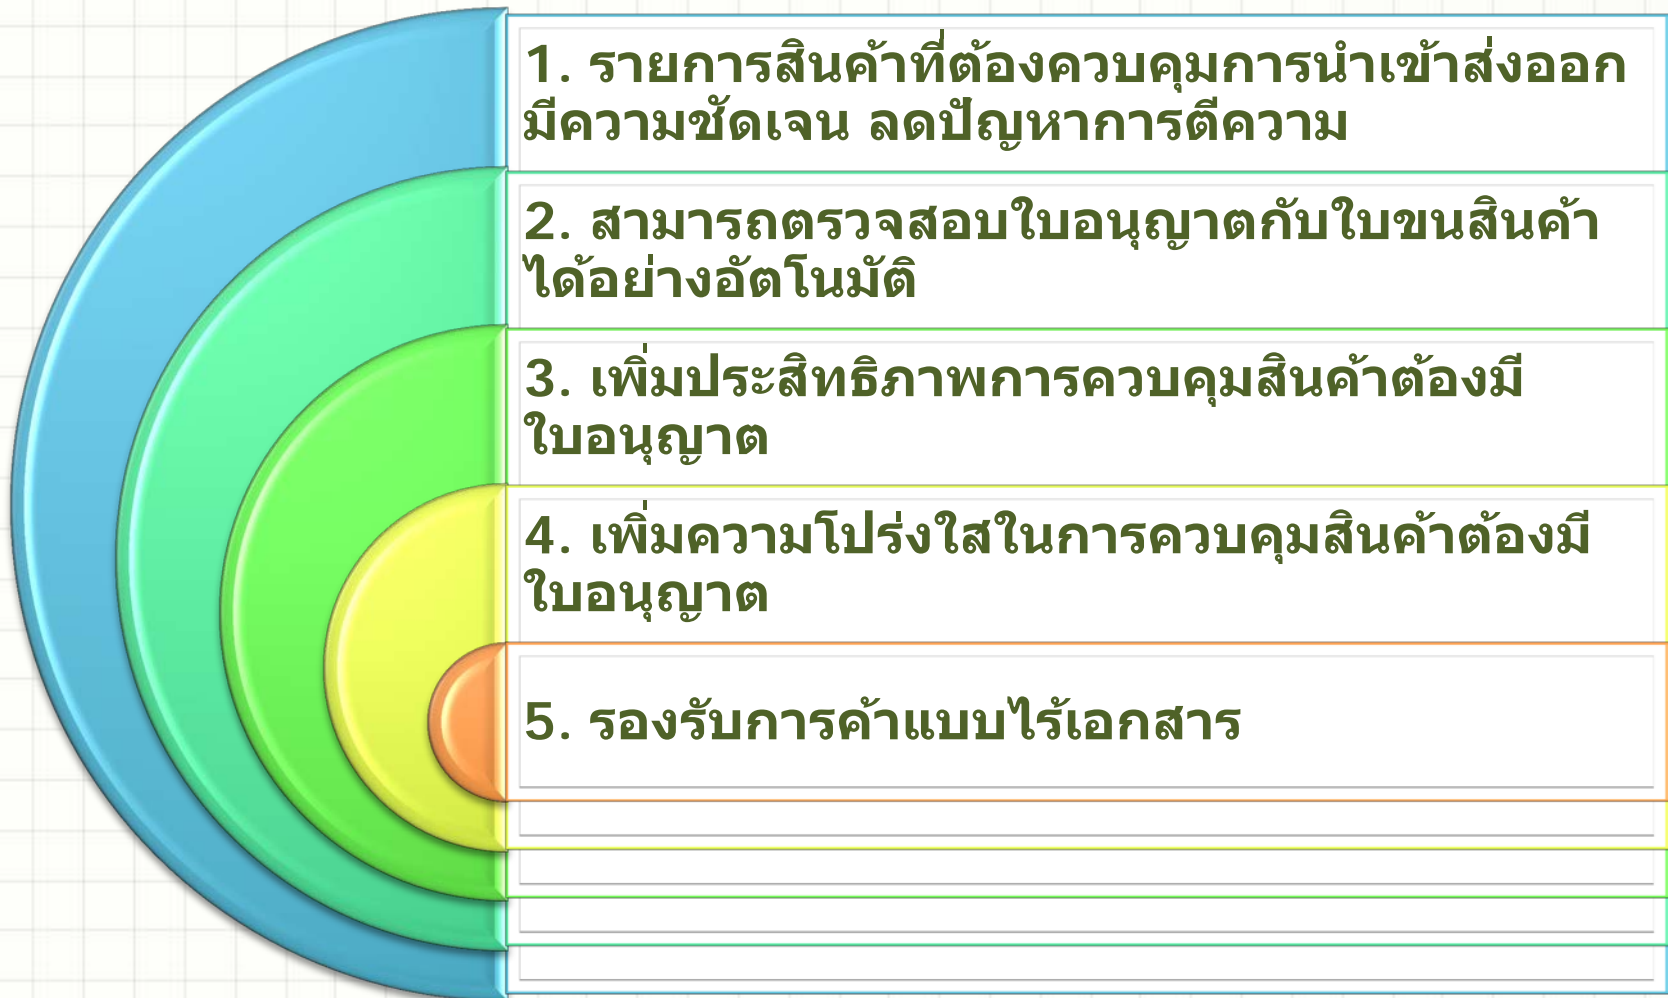 1. รายการสินค้าที่ต้องควบคุมการนำเข้าส่งออก
มีความชัดเจน ลดปัญหาการตีความ
2. สามารถตรวจสอบใบอนุญาตกับใบขนสินค้า
ได้อย่างอัตโนมัติ
3. เพิ่มประสิทธิภาพการควบคุมสินค้าต้องมี
ใบอนุญาต
4. เพิ่มความโปร่งใสในการควบคุมสินค้าต้องมี
ใบอนุญาต
5. รองรับการค้าแบบไร้เอกสาร